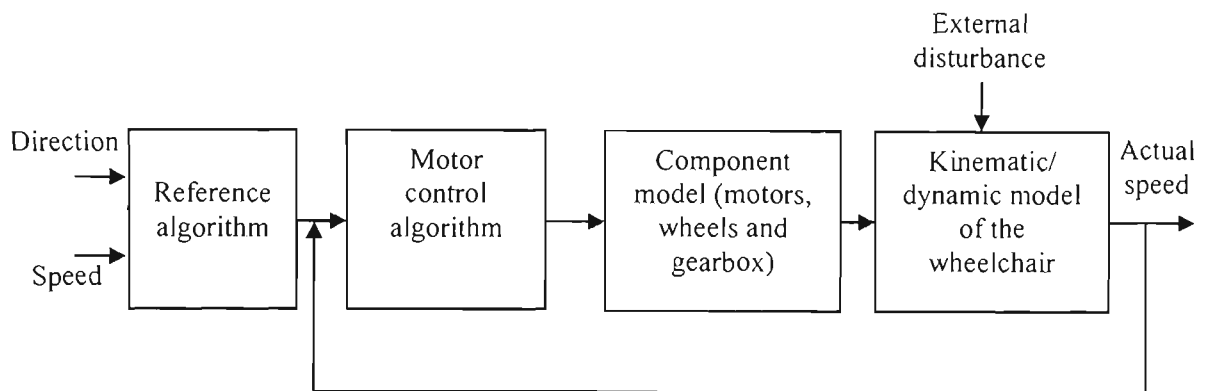 External
disturbance
Direction
Speed
Reference
algorithm
Motor
control
algorithm
Component
model (motors,
wheels and
gearbox)
Kinematic/
dynamic model
of the
wheelchair
Actual
speed